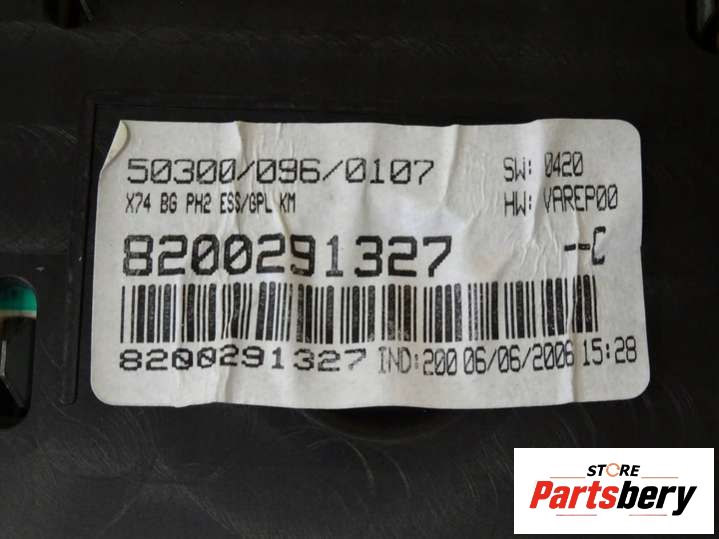 50300/096/0107 SW: 0420
X74 BG PH2 ESS/GPL KM HW: VAREP00
8200291327 --C
8200291327 IND:200 06/06/2006 15:28
STORE
Partsbery